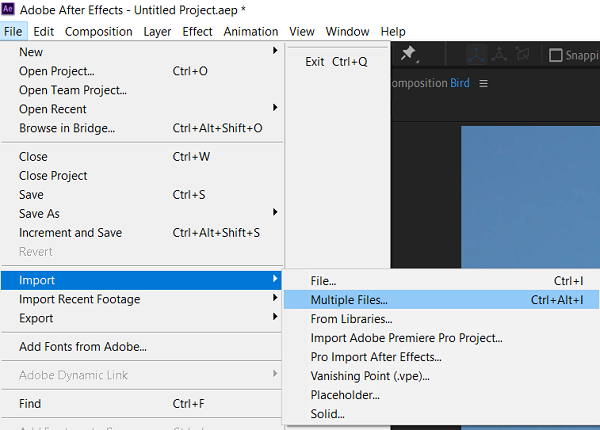 Ae Adobe After Effects - Untitled Project.aep *
File Edit Composition Layer Effect Animation View Window Help
New
Open Project... Ctrl+O
Open Team Project...
Open Recent
Browse in Bridge... Ctrl+Alt+Shift+O
Close Ctrl+W
Close Project
Save Ctrl+S
Save As
Increment and Save Ctrl+Alt+Shift+S
Revert
Import
Import Recent Footage
Export
Add Fonts from Adobe...
Adobe Dynamic Link
Find Ctrl+F
Exit Ctrl+Q
Snappin
omposition Bird
File... Ctrl+I
Multiple Files... Ctrl+Alt+I
From Libraries...
Import Adobe Premiere Pro Project...
Pro Import After Effects...
Vanishing Point (.vpe)...
Placeholder...
Solid...